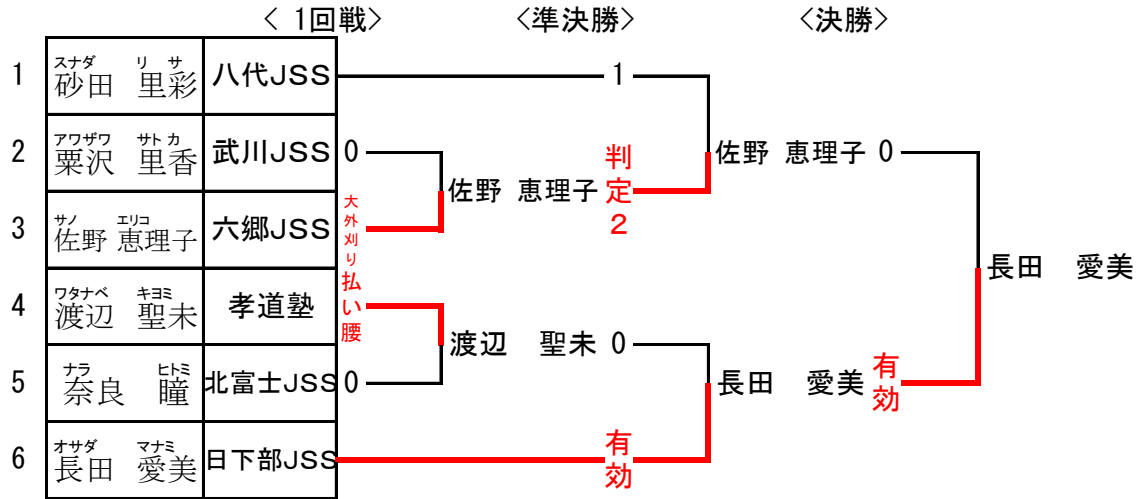 〈 1回戦〉 〈準決勝〉 〈決勝〉
1 スナダ リ サ 砂田 里彩 八代JSS 1
2 アワザワ サト カ 粟沢 里香 武川JSS 0
佐野 恵理子 判定2
佐野 恵理子 0
3 サノ エリコ 佐野 恵理子 六郷JSS 大外刈り
長田 愛美
4 ワタナベ キヨミ 渡辺 聖未 孝道塾 払い腰
渡辺 聖未 0
5 ナラ ヒトミ 奈良 瞳 北富士JSS 0
長田 愛美 有効
6 オサダ マナミ 長田 愛美 日下部JSS 有効